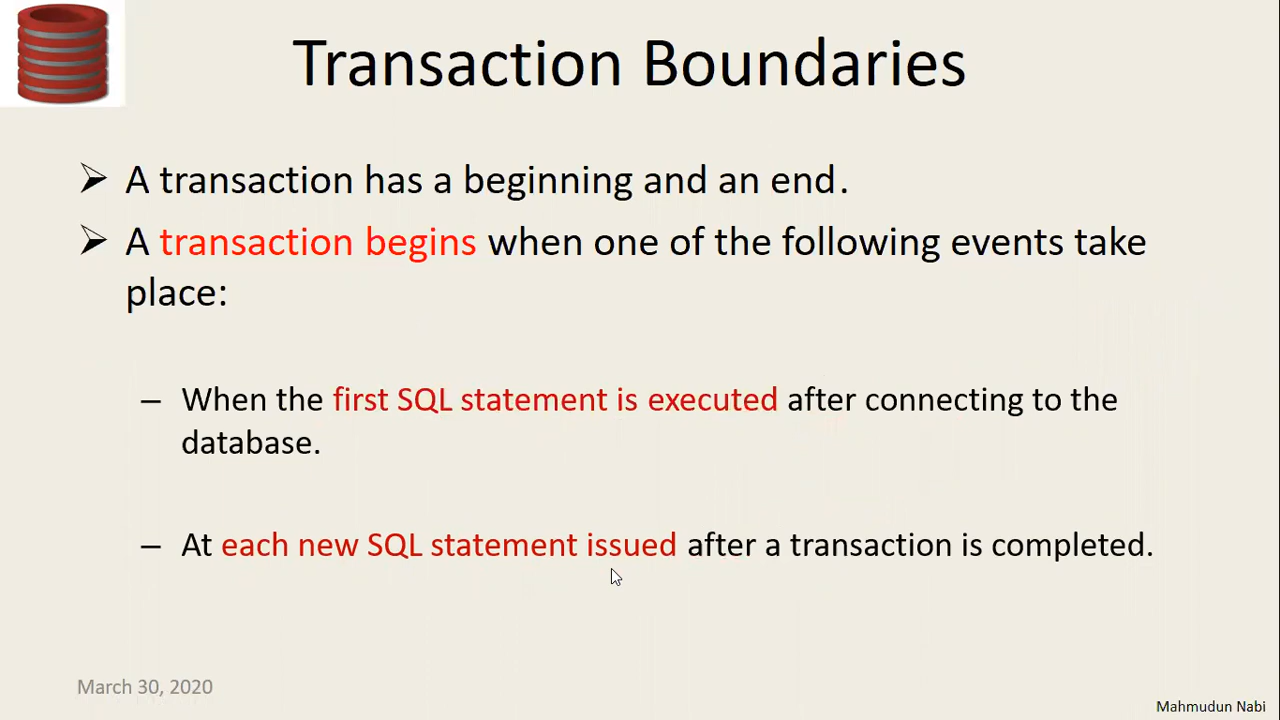 Transaction Boundaries
➢ A transaction has a beginning and an end.
➢ A transaction begins when one of the following events take
place:
– When the first SQL statement is executed after connecting to the
database.
– At each new SQL statement issued after a transaction is completed.
March 30, 2020
Mahmudun Nabi